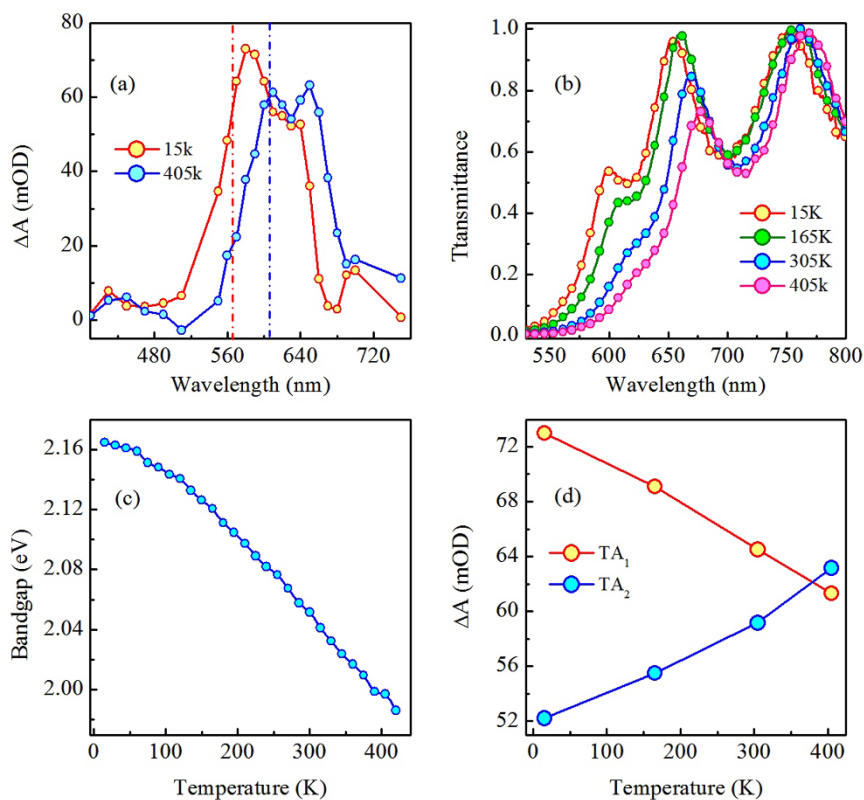 80
60
40
20
0
(a)
15k
405k
ΔA (mOD)
480
560
640
720
Wavelength (nm)
1.0
0.8
0.6
0.4
0.2
0.0
(b)
15K
165K
305K
405k
Ttansmittance
550
600
650
700
750
800
Wavelength (nm)
2.16
2.12
2.08
2.04
2.00
(c)
Bandgap (eV)
0
100
200
300
400
Temperature (K)
72
68
64
60
56
52
(d)
TA₁
TA₂
ΔA (mOD)
0
100
200
300
400
Temperature (K)